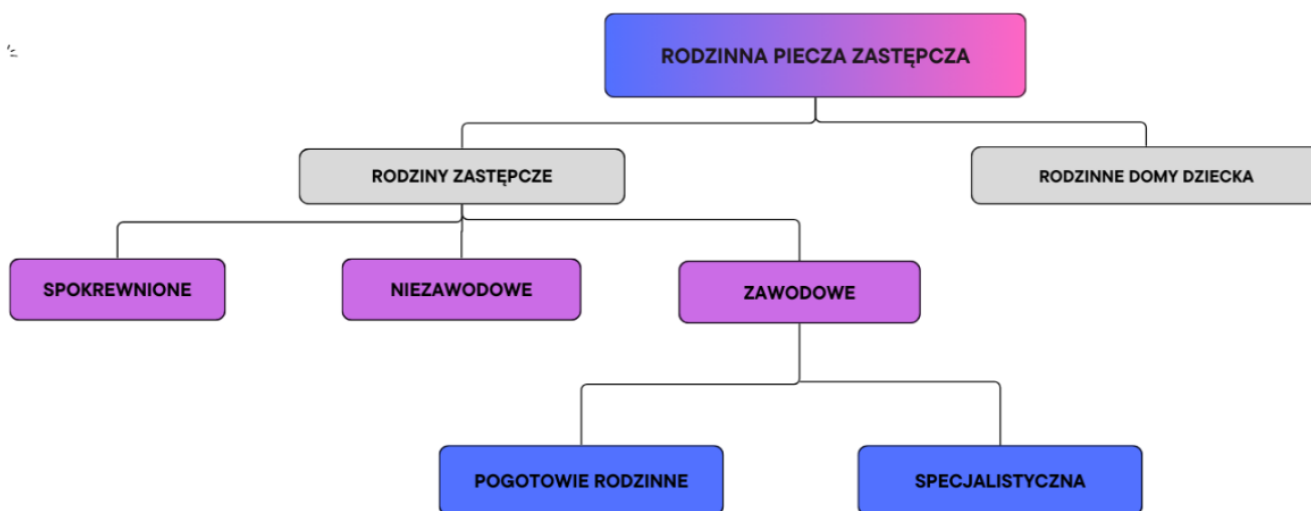 RODZINNA PIECZA ZASTĘPCZA
RODZINY ZASTĘPCZE
RODZINNE DOMY DZIECKA
SPOKREWNIONE
NIEZAWODOWE
ZAWODOWE
POGOTOWIE RODZINNE
SPECJALISTYCZNA